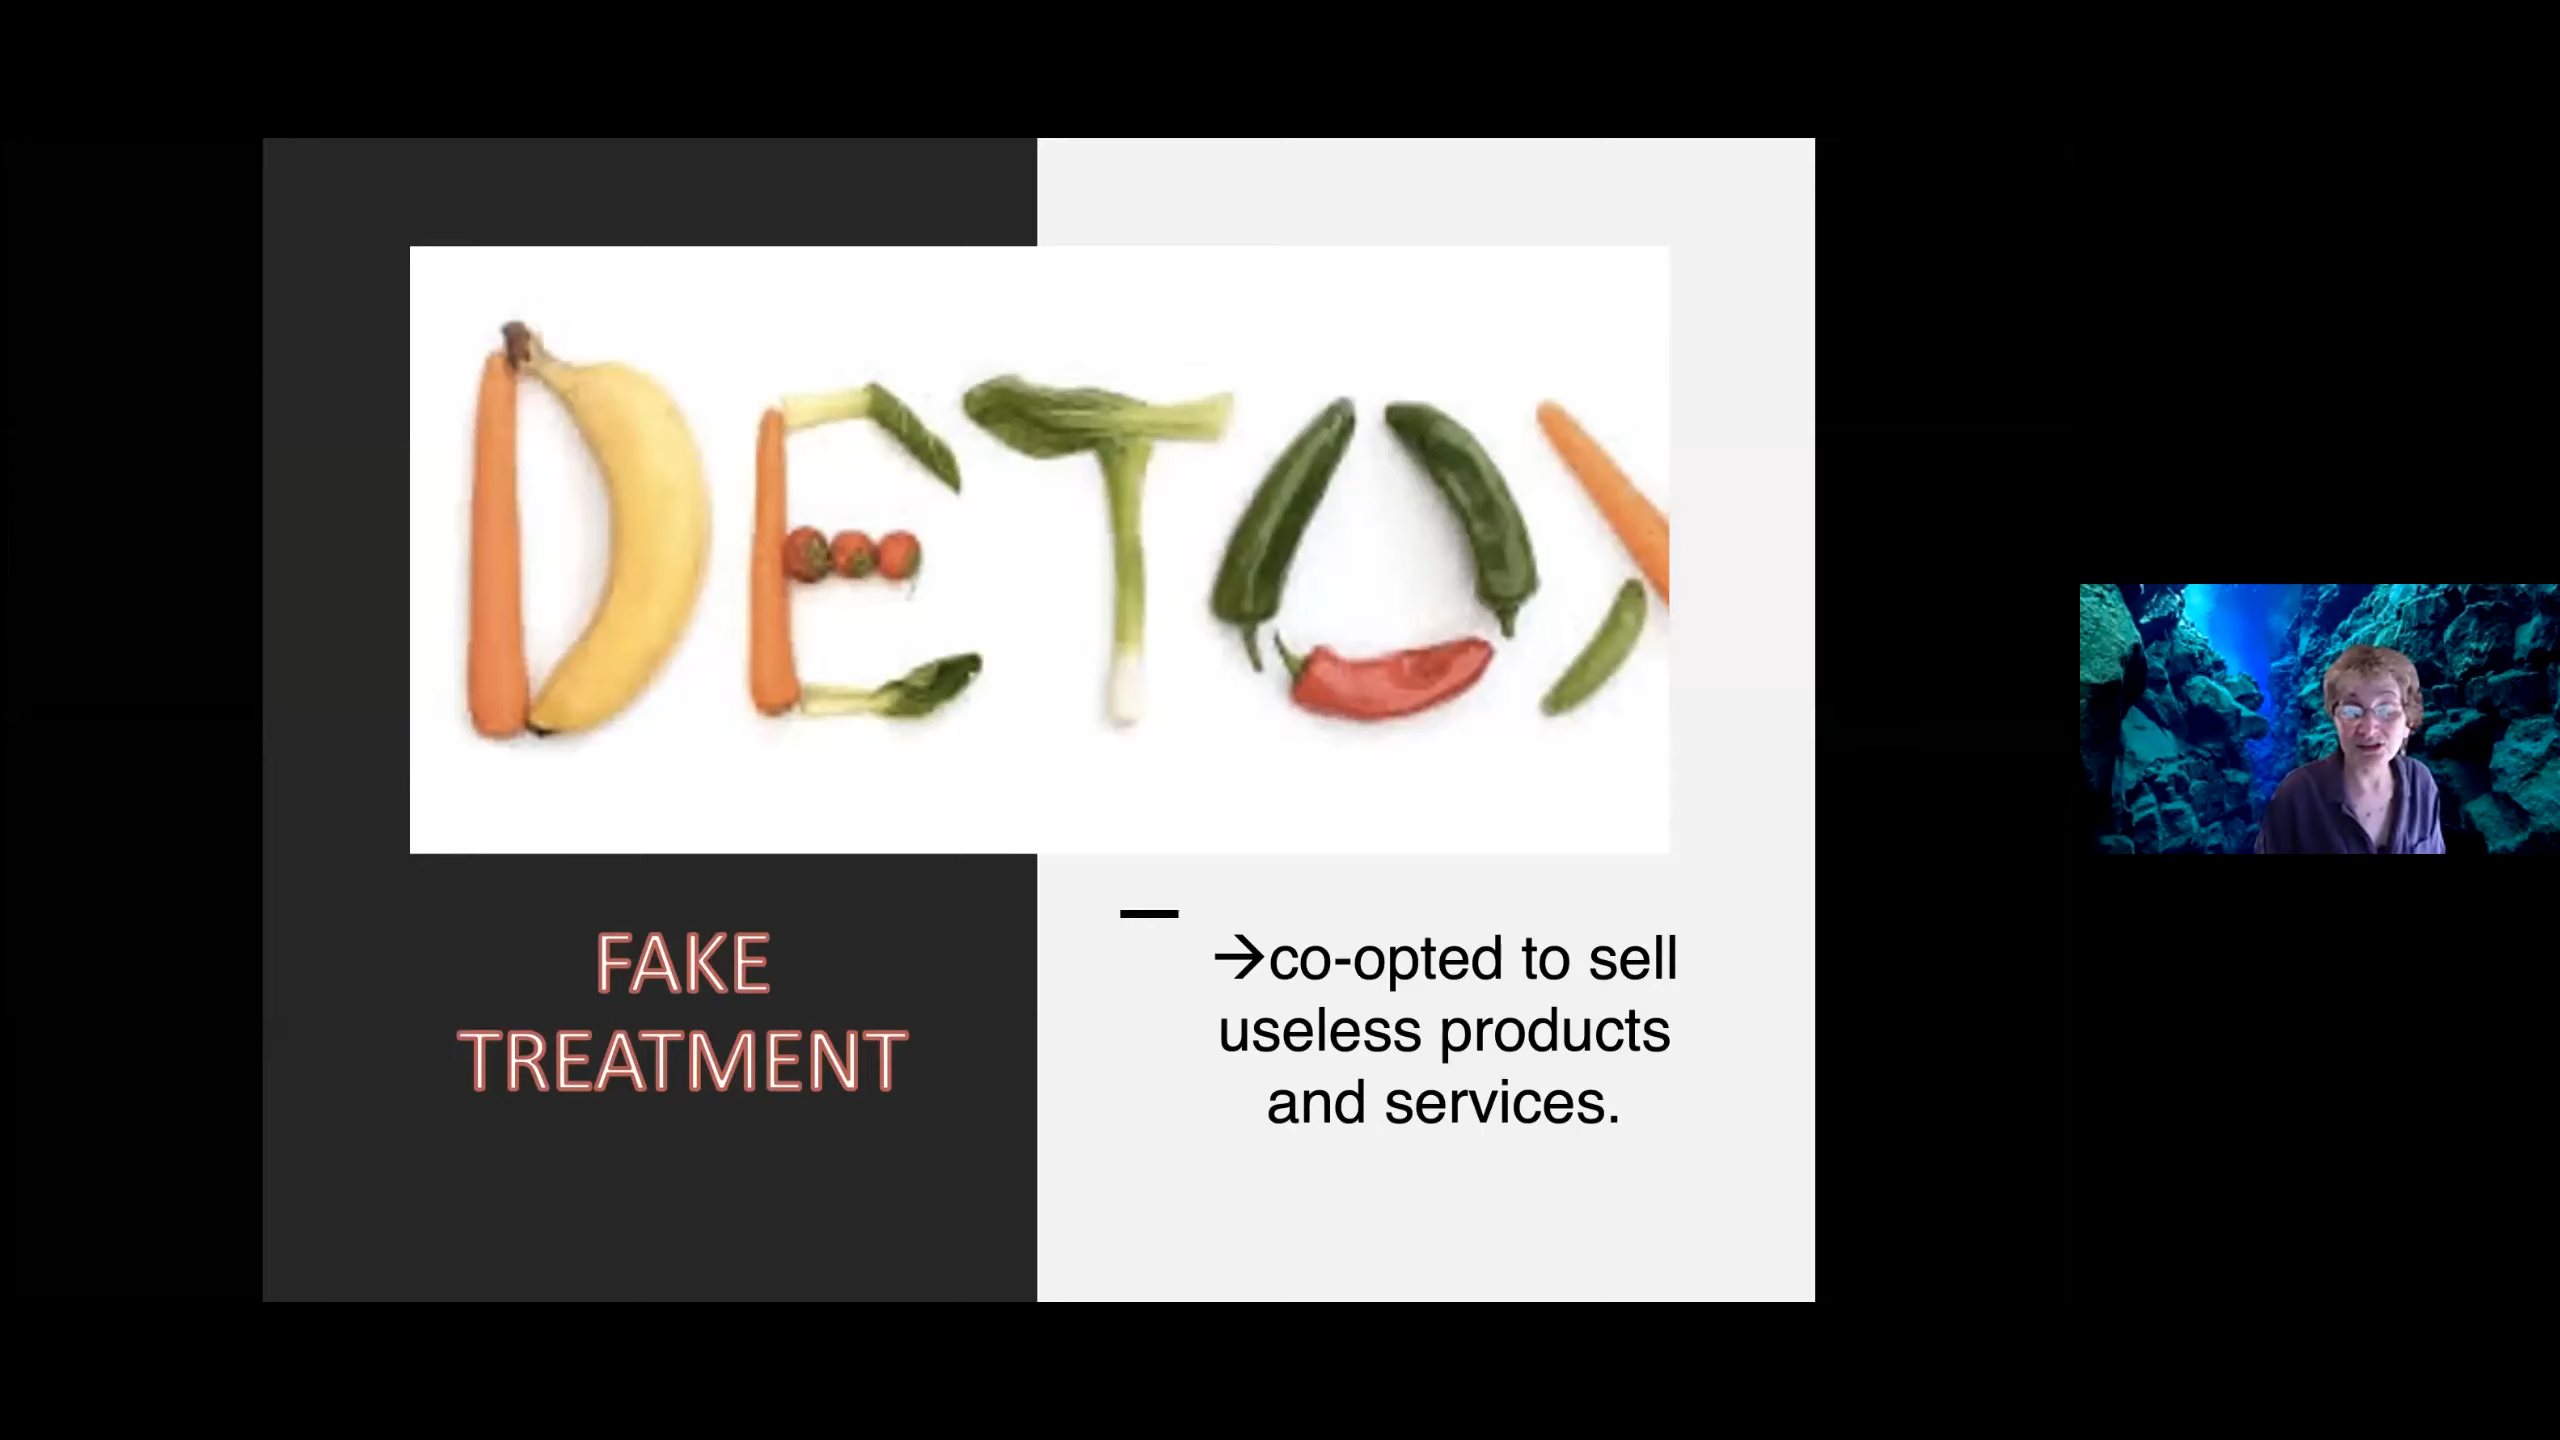 DETOX
FAKE
TREATMENT
→co-opted to sell
useless products
and services.